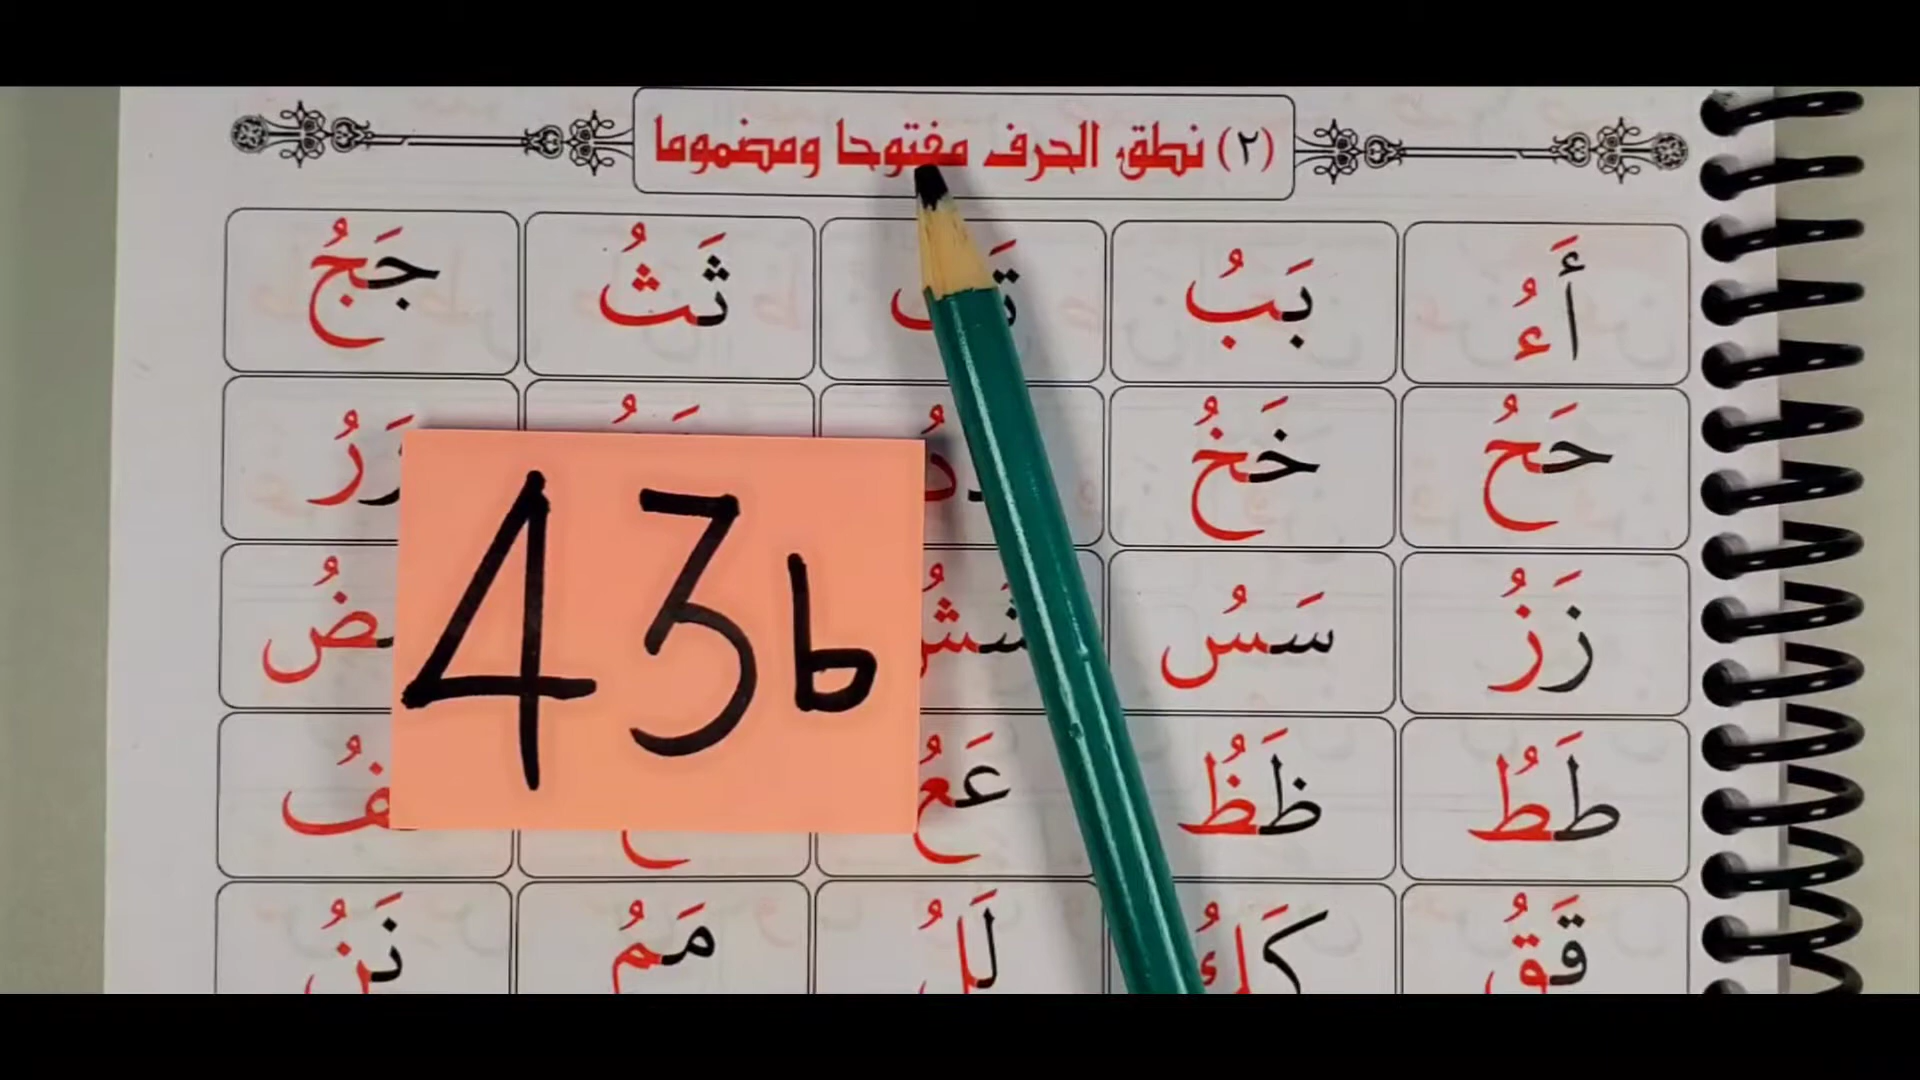 (٢) نطق الحرف مفتوحا ومضموما
أَءُ بَبُ ثَثُ جَجُ
حَحُ خَخُ رَرُ
زَزُ سَسُ شَشُ
طَطُ ظَظُ عَعُ
قَقُ كَكُ لَلُ مَمُ نَنُ
43b